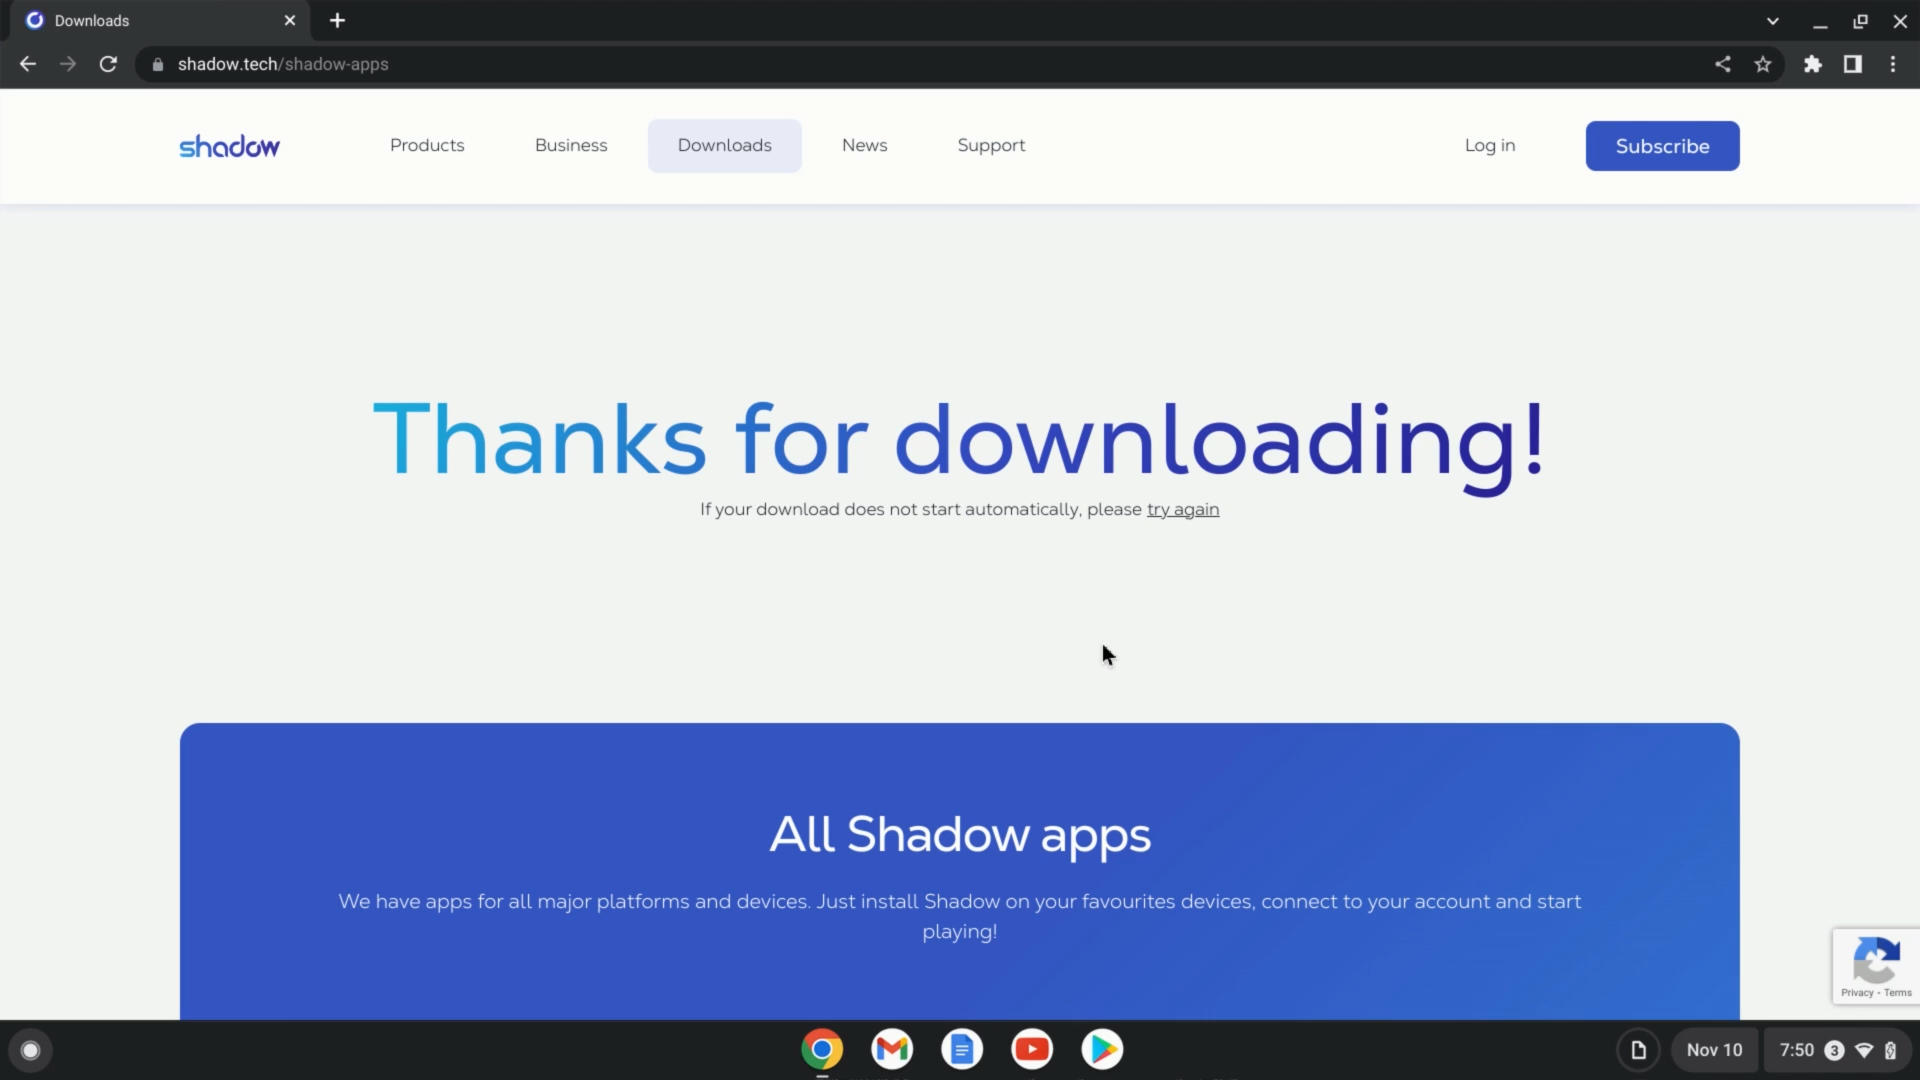 Downloads
shadow.tech/shadow-apps
shadow
Products
Business
Downloads
News
Support
Log in
Subscribe
Thanks for downloading!
If your download does not start automatically, please try again
All Shadow apps
We have apps for all major platforms and devices. Just install Shadow on your favourites devices, connect to your account and start
playing!
Privacy - Terms
Nov 10
7:50
3